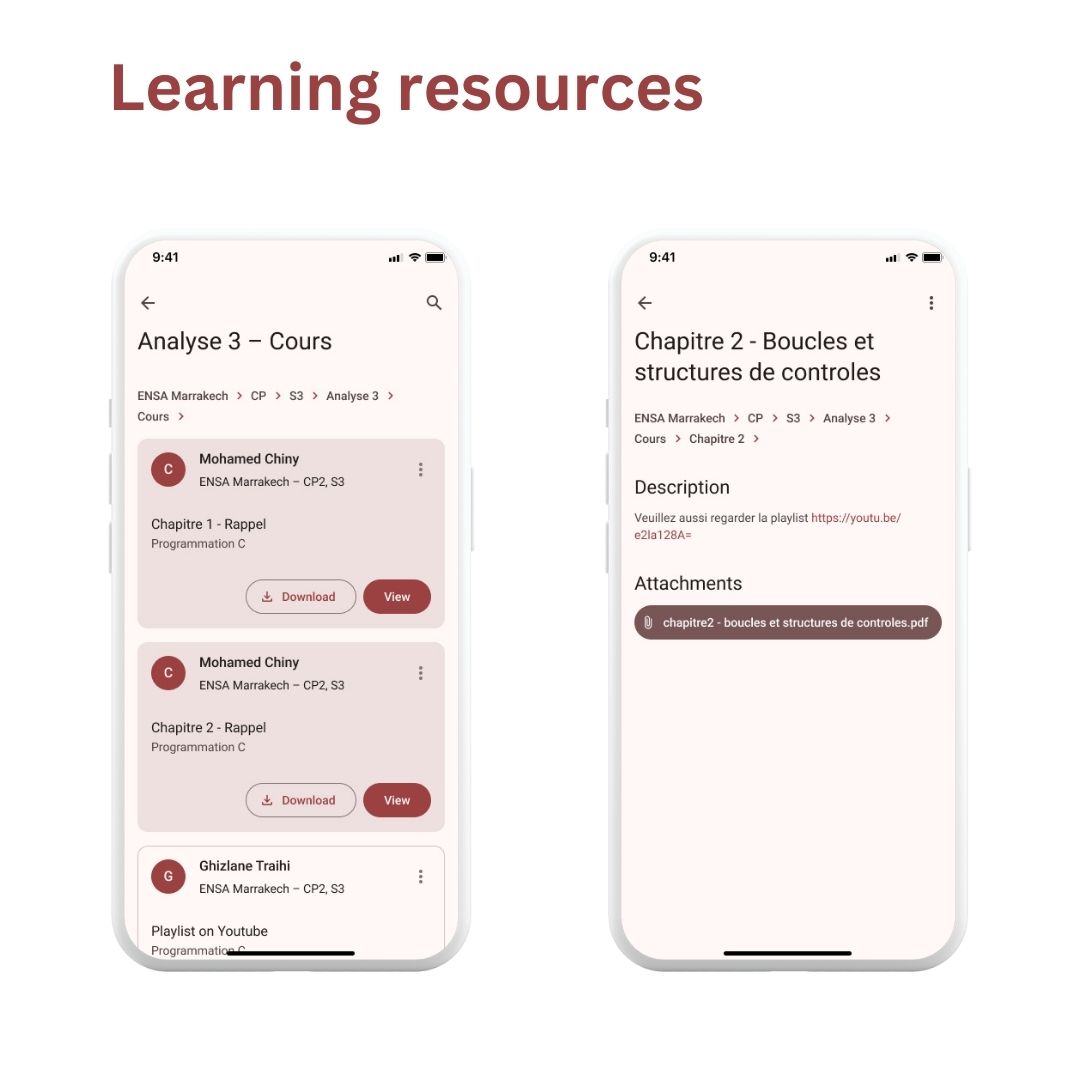 Learning resources
9:41
Analyse 3 – Cours
ENSA Marrakech > CP > S3 > Analyse 3 >
Cours >
C
Mohamed Chiny
ENSA Marrakech – CP2, S3
Chapitre 1 - Rappel
Programmation C
Download View
C
Mohamed Chiny
ENSA Marrakech – CP2, S3
Chapitre 2 - Rappel
Programmation C
Download View
G
Ghizlane Traihi
ENSA Marrakech – CP2, S3
Playlist on Youtube
Programmation C
9:41
Chapitre 2 - Boucles et
structures de controles
ENSA Marrakech > CP > S3 > Analyse 3 >
Cours > Chapitre 2 >
Description
Veuillez aussi regarder la playlist https://youtu.be/
e2la128A=
Attachments
chapitre2 - boucles et structures de controles.pdf